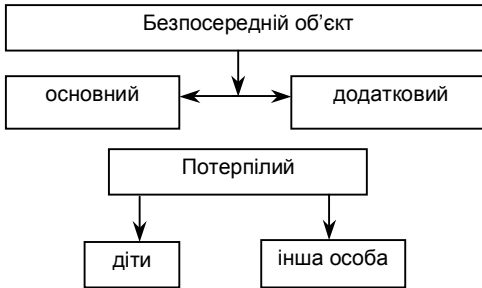 Безпосередній об’єкт
основний
додатковий
Потерпілий
діти
інша особа